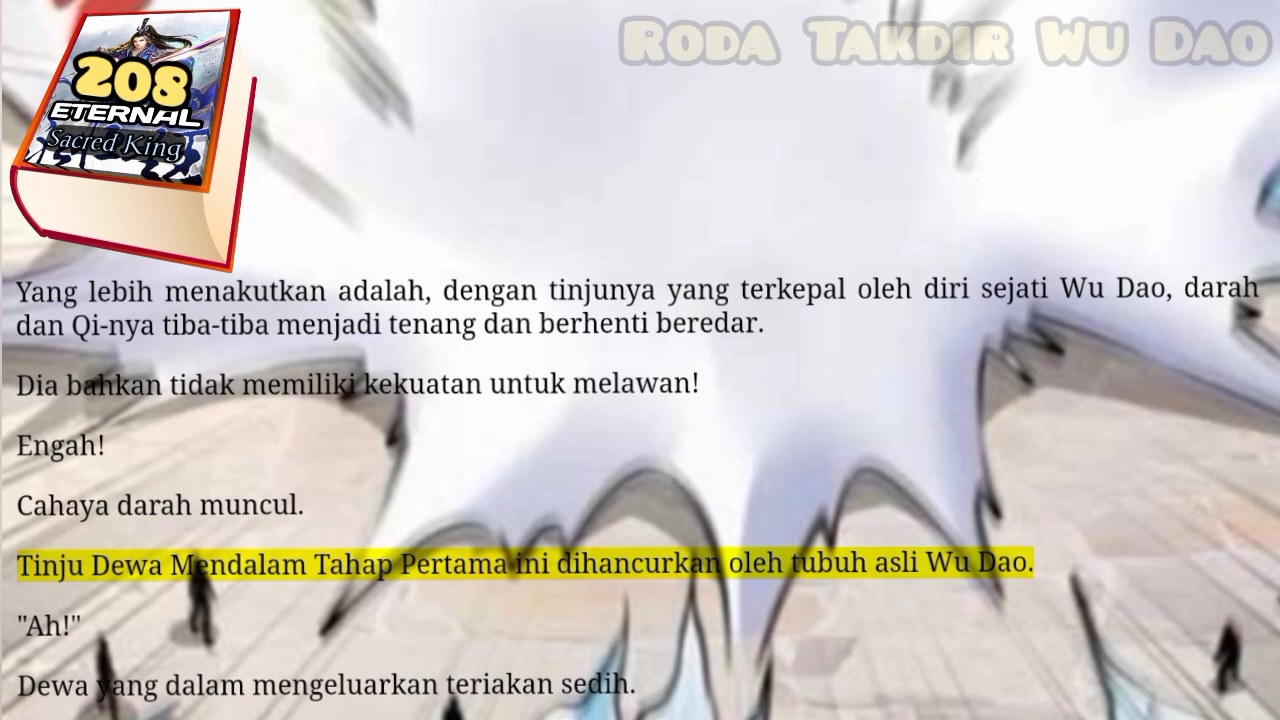 Roda Takdir Wu Dao
208
ETERNAL
Sacred King
Yang lebih menakutkan adalah, dengan tinjunya yang terkepal oleh diri sejati Wu Dao, darah
dan Qi-nya tiba-tiba menjadi tenang dan berhenti beredar.
Dia bahkan tidak memiliki kekuatan untuk melawan!
Engah!
Cahaya darah muncul.
Tinju Dewa Mendalam Tahap Pertama ini dihancurkan oleh tubuh asli Wu Dao.
"Ah!"
Dewa yang dalam mengeluarkan teriakan sedih.